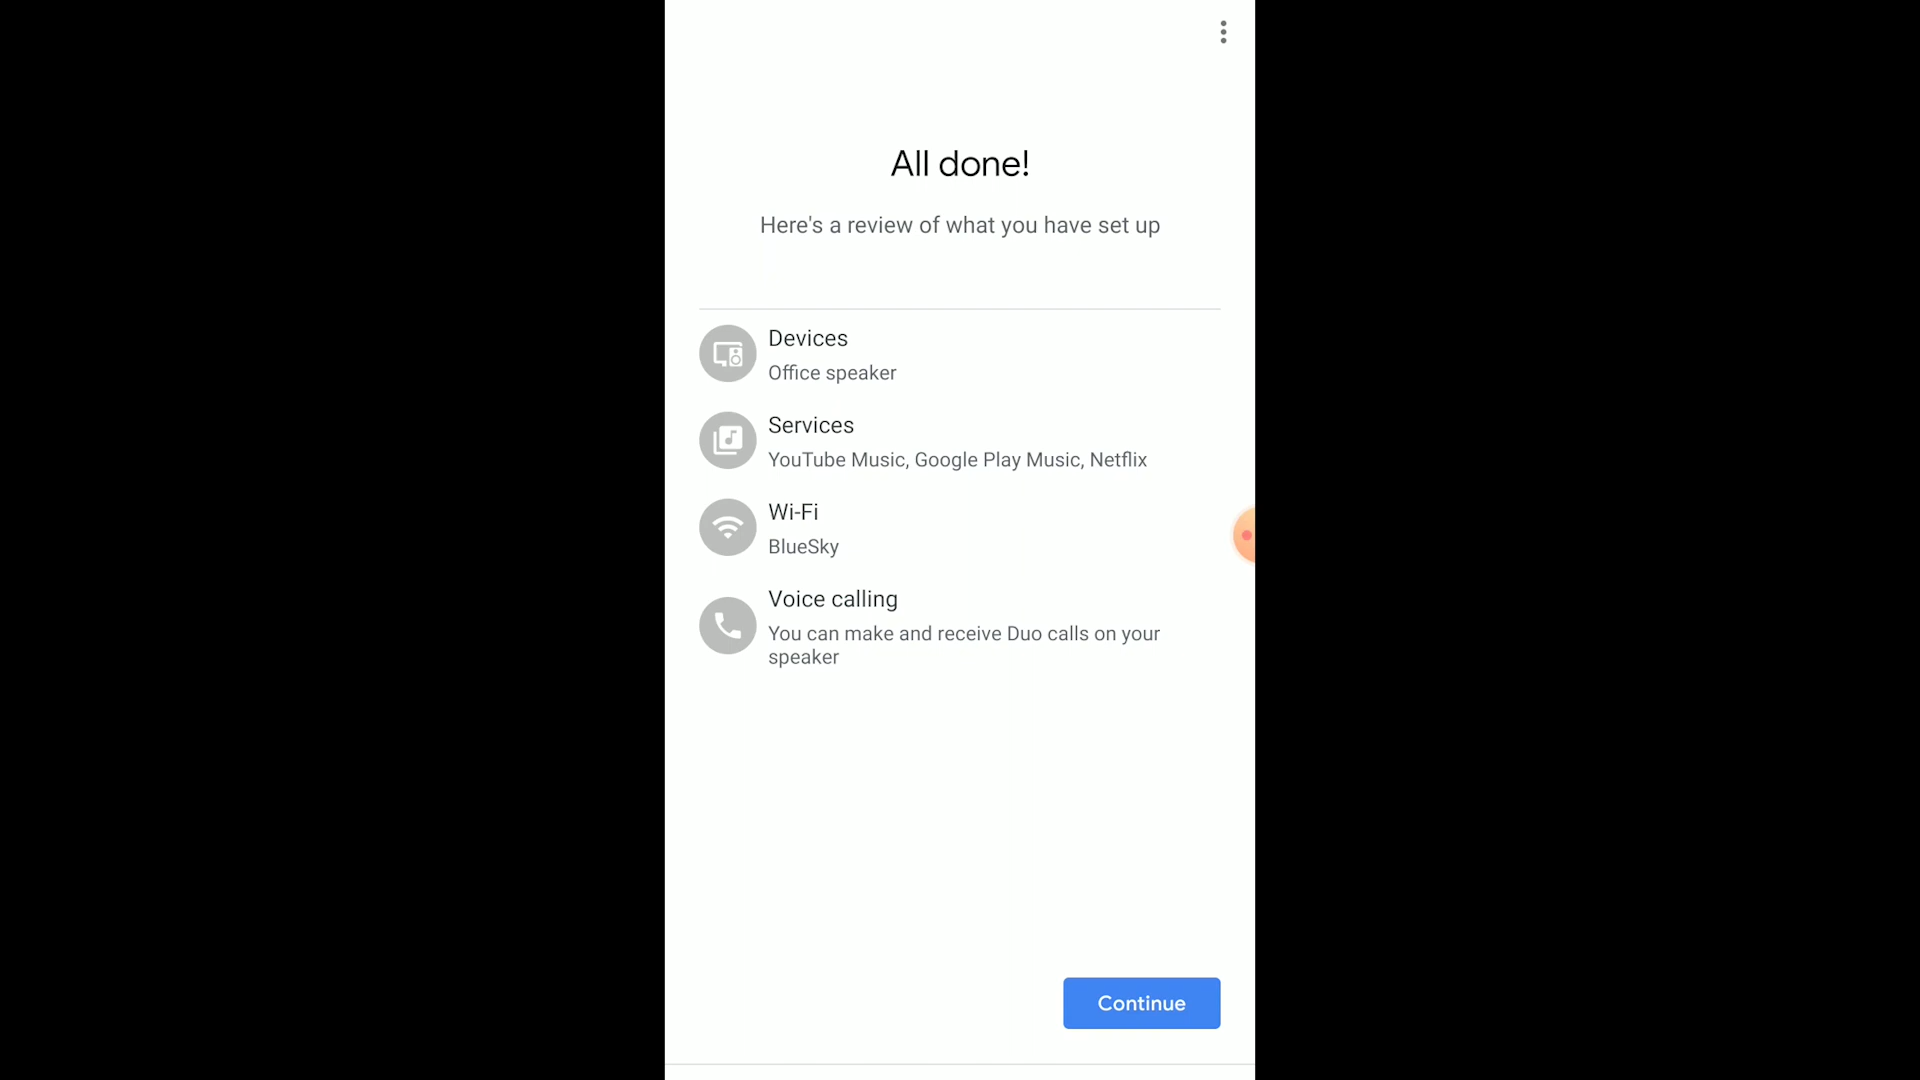 All done!
Here's a review of what you have set up
Devices
Office speaker
Services
YouTube Music, Google Play Music, Netflix
Wi-Fi
BlueSky
Voice calling
You can make and receive Duo calls on your
speaker
Continue